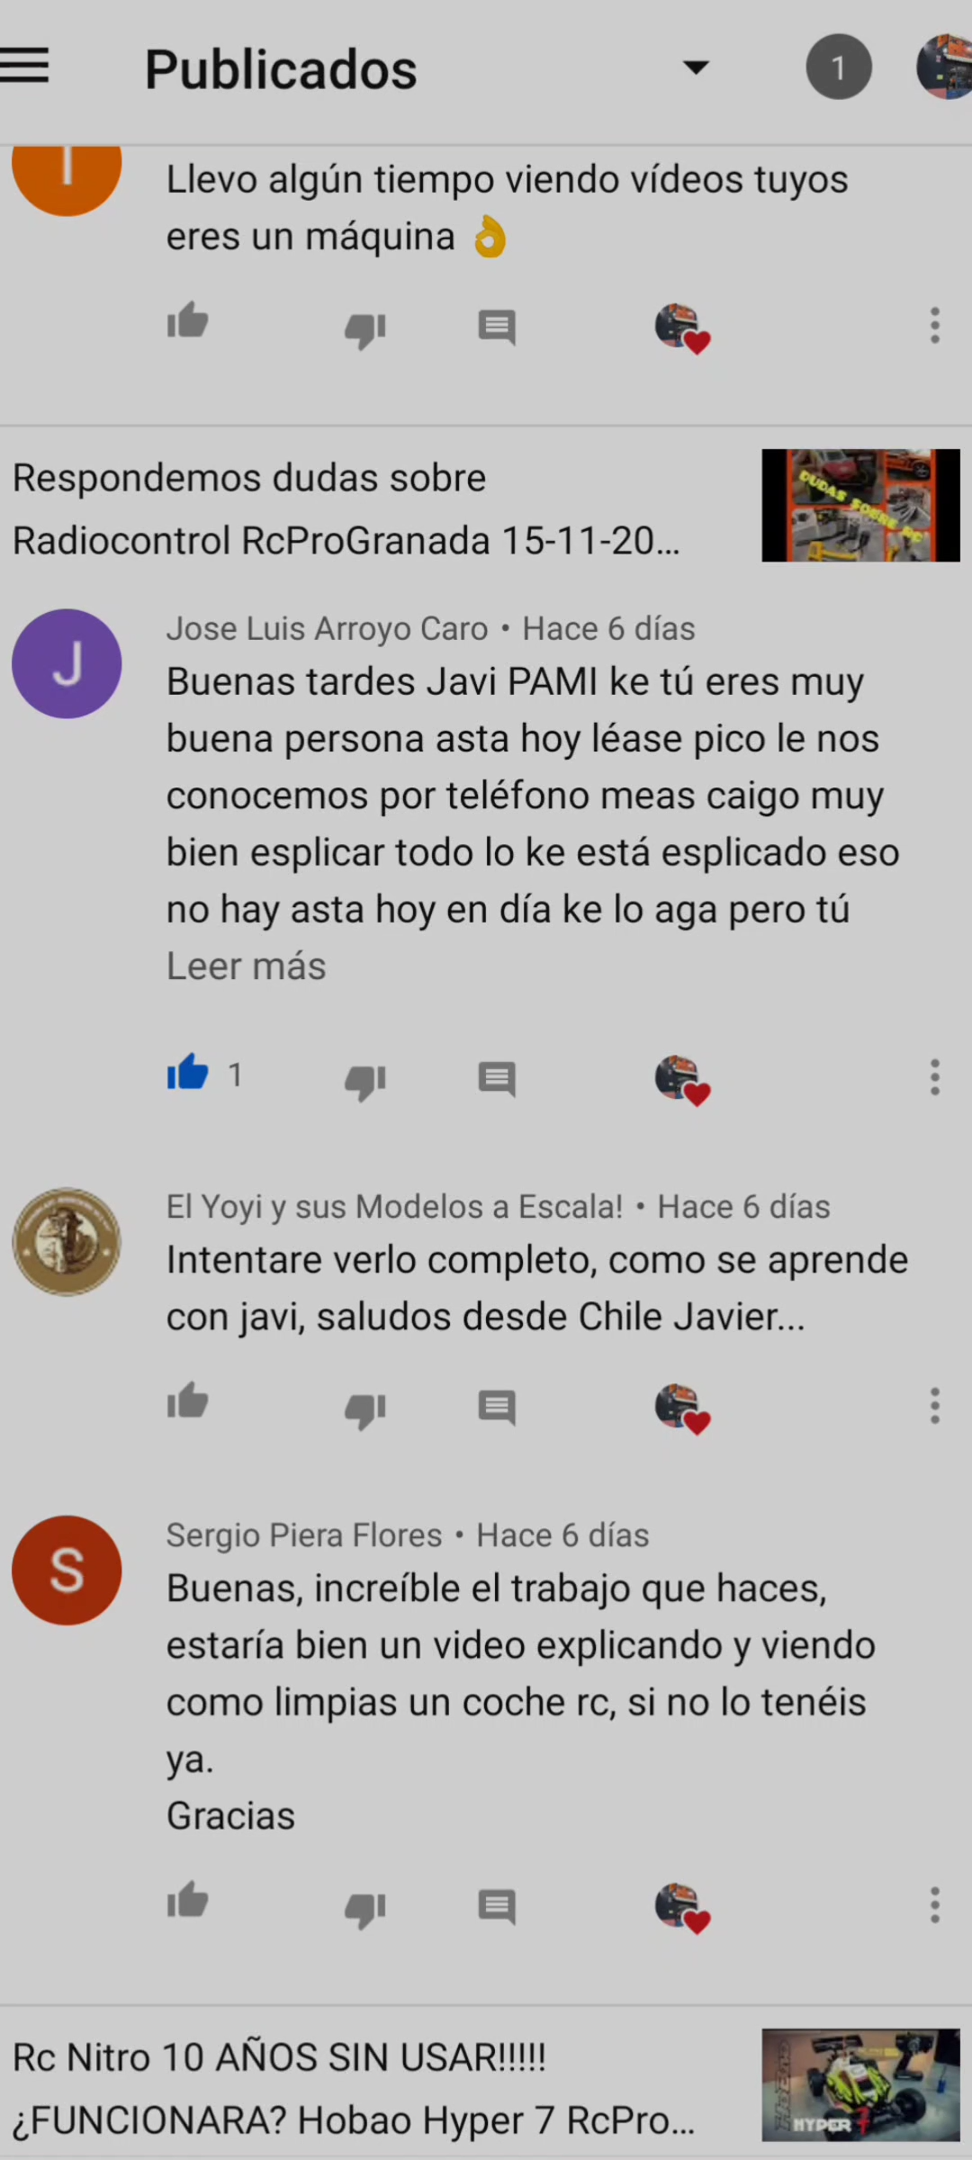 Publicados
1
Llevo algún tiempo viendo vídeos tuyos
eres un máquina 👌
Respondemos dudas sobre
Radiocontrol RcProGranada 15-11-20...
DUDAS SOBRE RC
J
Jose Luis Arroyo Caro • Hace 6 días
Buenas tardes Javi PAMI ke tú eres muy
buena persona asta hoy léase pico le nos
conocemos por teléfono meas caigo muy
bien esplicar todo lo ke está esplicado eso
no hay asta hoy en día ke lo aga pero tú
Leer más
1
El Yoyi y sus Modelos a Escala! • Hace 6 días
Intentare verlo completo, como se aprende
con javi, saludos desde Chile Javier...
S
Sergio Piera Flores • Hace 6 días
Buenas, increíble el trabajo que haces,
estaría bien un video explicando y viendo
como limpias un coche rc, si no lo tenéis
ya.
Gracias
Rc Nitro 10 AÑOS SIN USAR!!!!!
¿FUNCIONARA? Hobao Hyper 7 RcPro...
HYPER 7